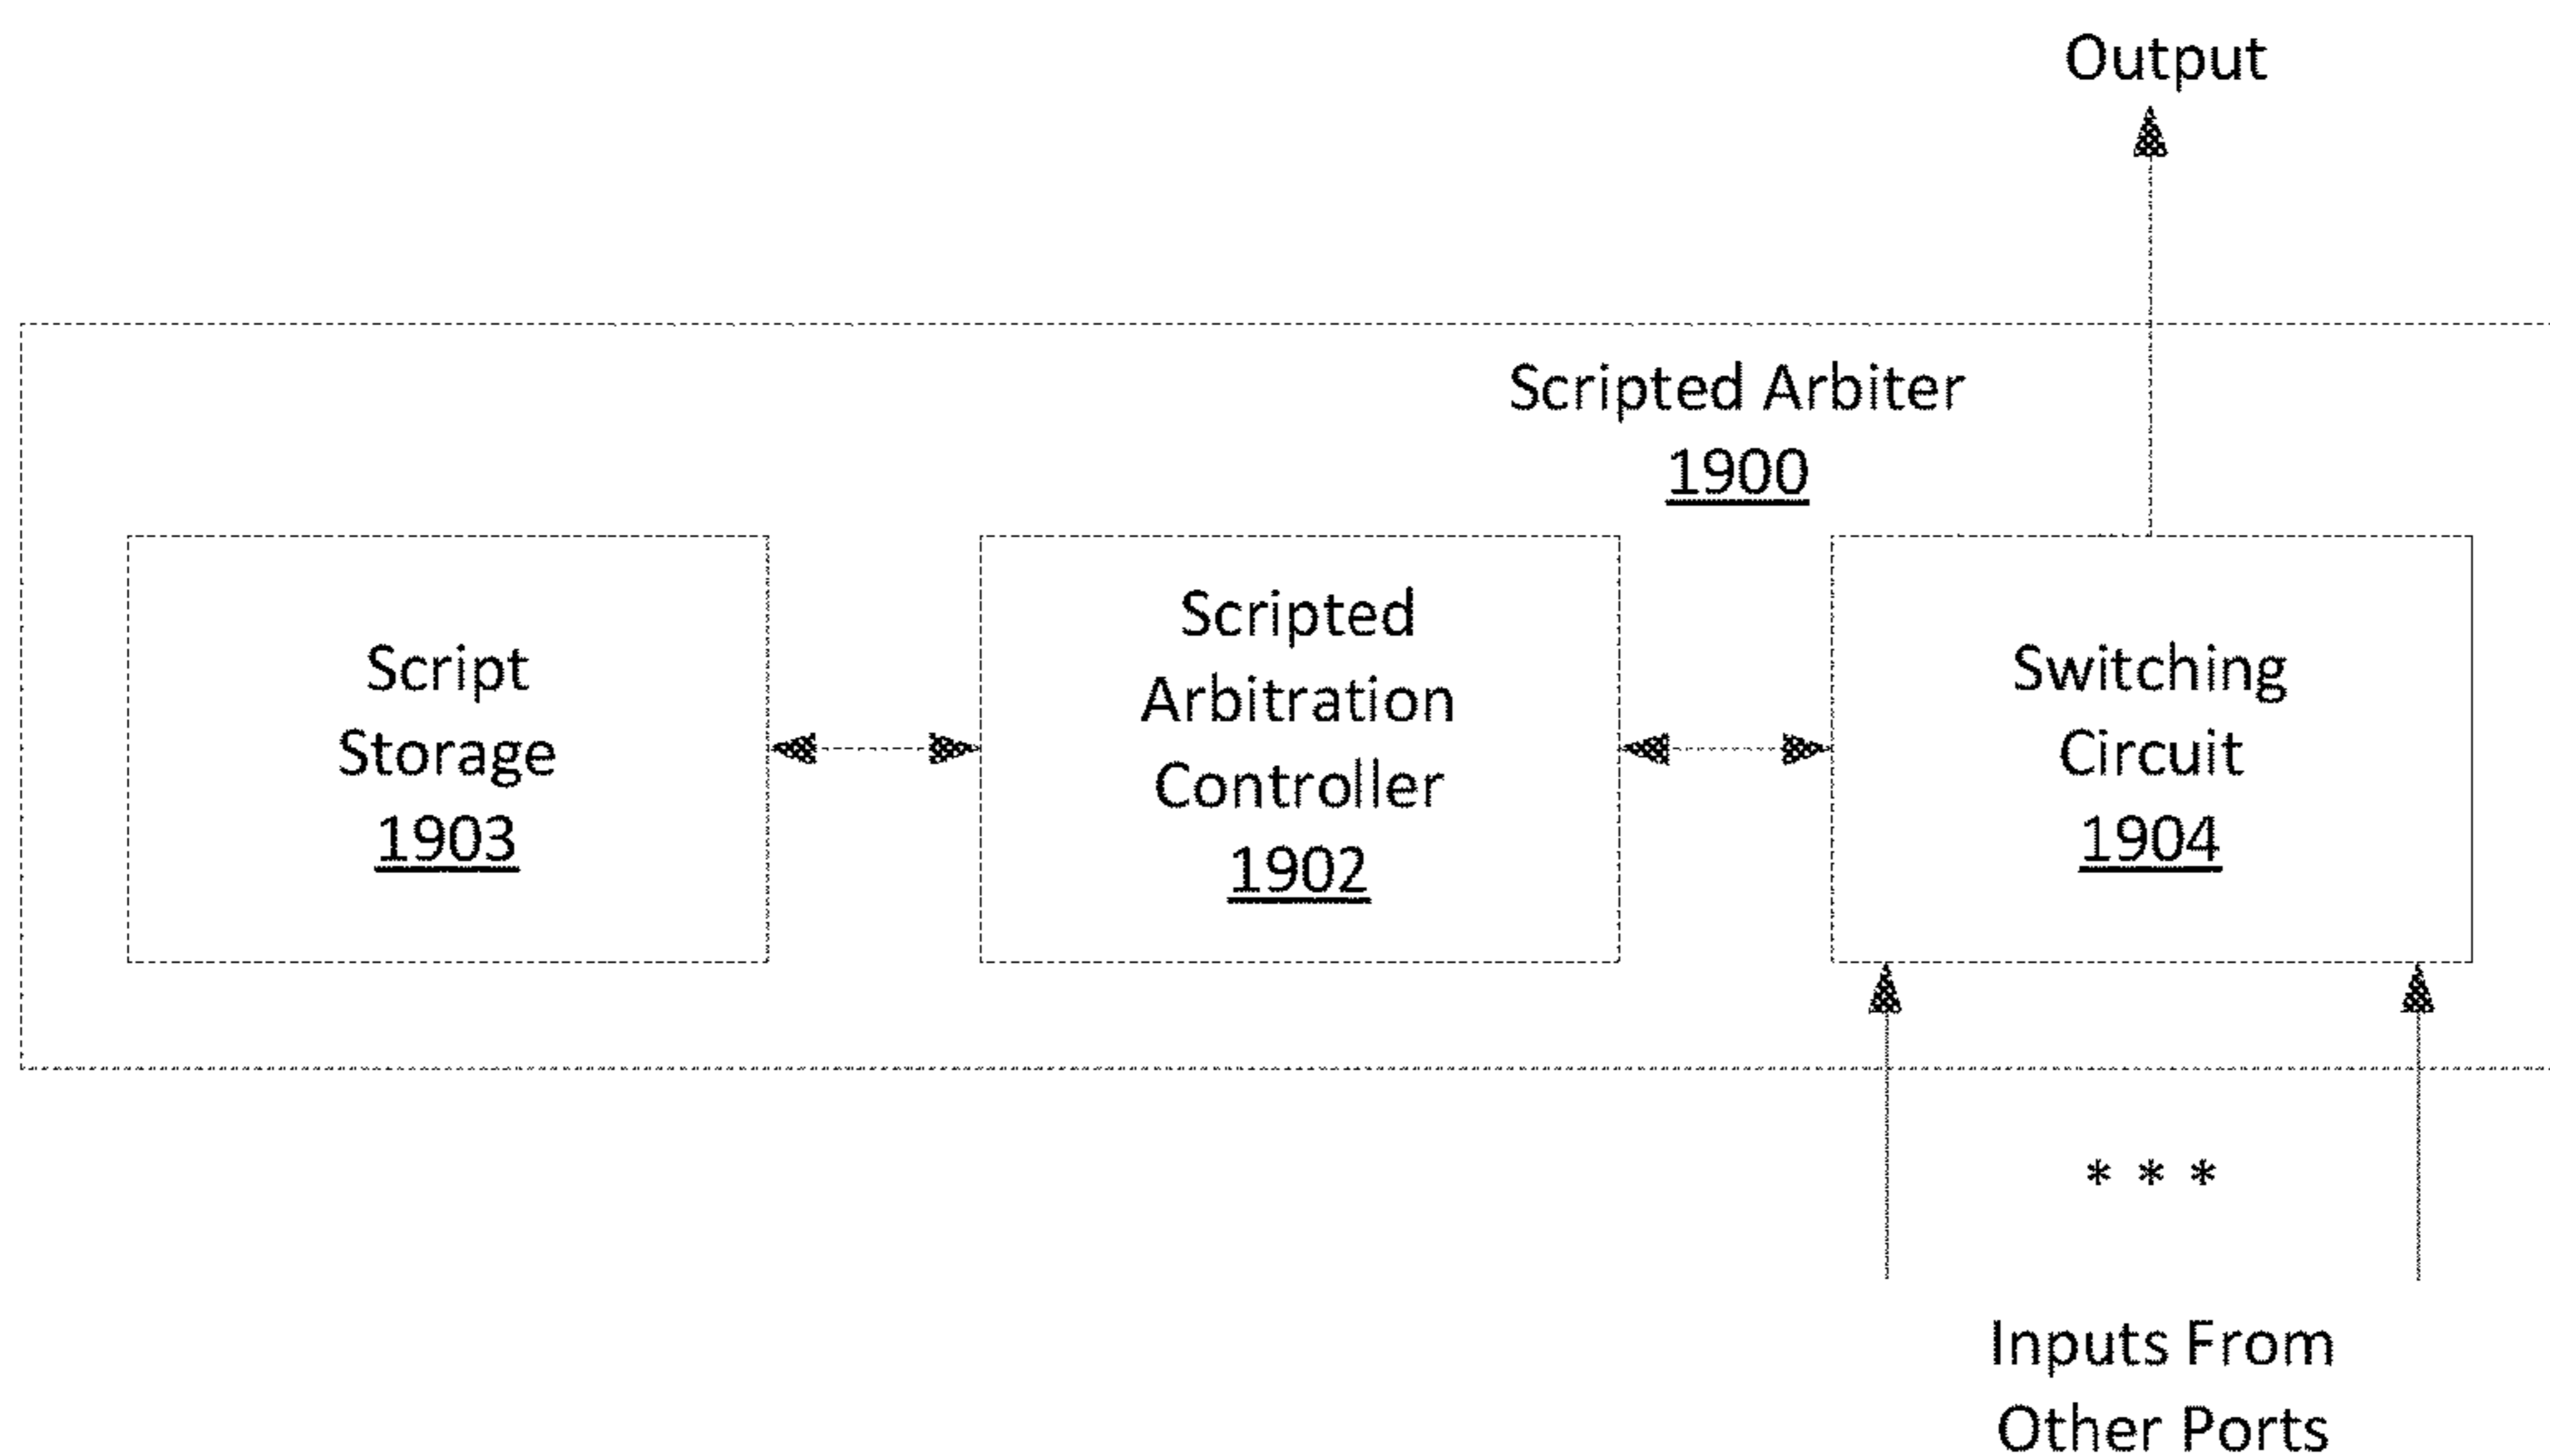 Output
Scripted Arbiter
1900
Script
Storage
1903
Scripted
Arbitration
Controller
1902
Switching
Circuit
1904
* * *
Inputs From
Other Ports